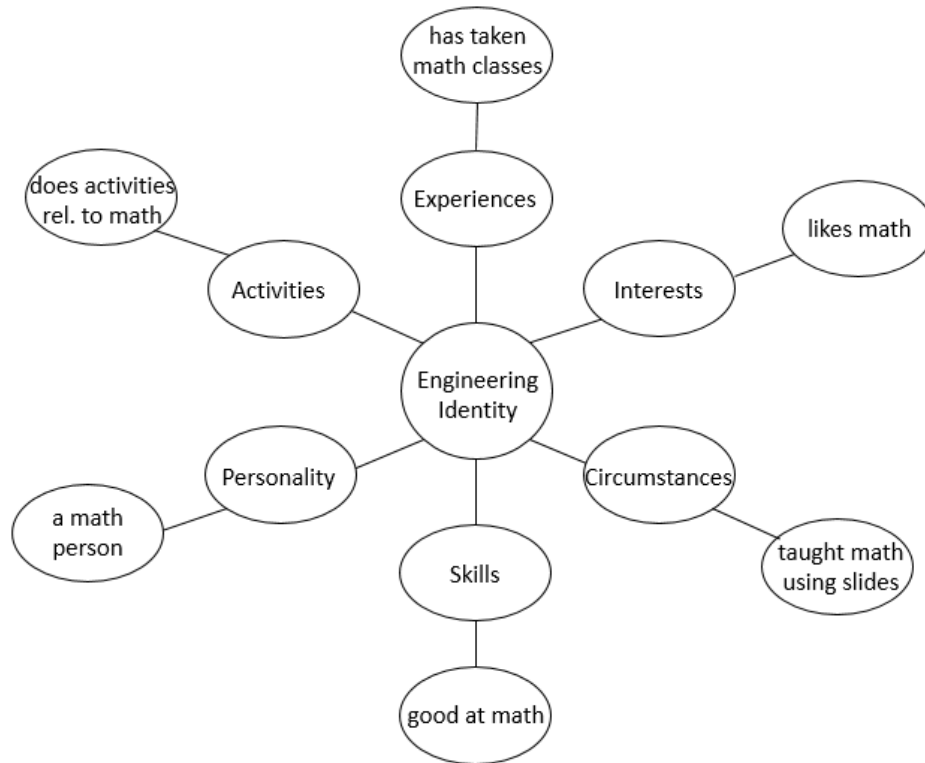 has taken
math classes
does activities
rel. to math
Experiences
likes math
Activities
Interests
Engineering
Identity
Personality
Circumstances
a math
person
Skills
taught math
using slides
good at math